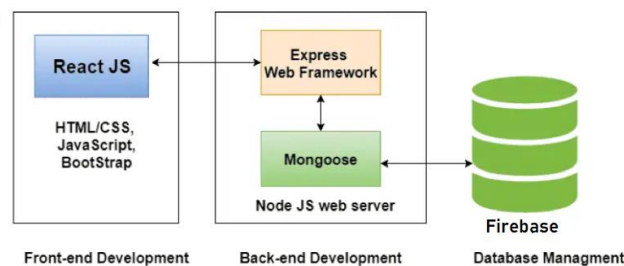 React JS
HTML/CSS,
JavaScript,
BootStrap
Express
Web Framework
Mongoose
Node JS web server
Firebase
Front-end Development
Back-end Development
Database Managment